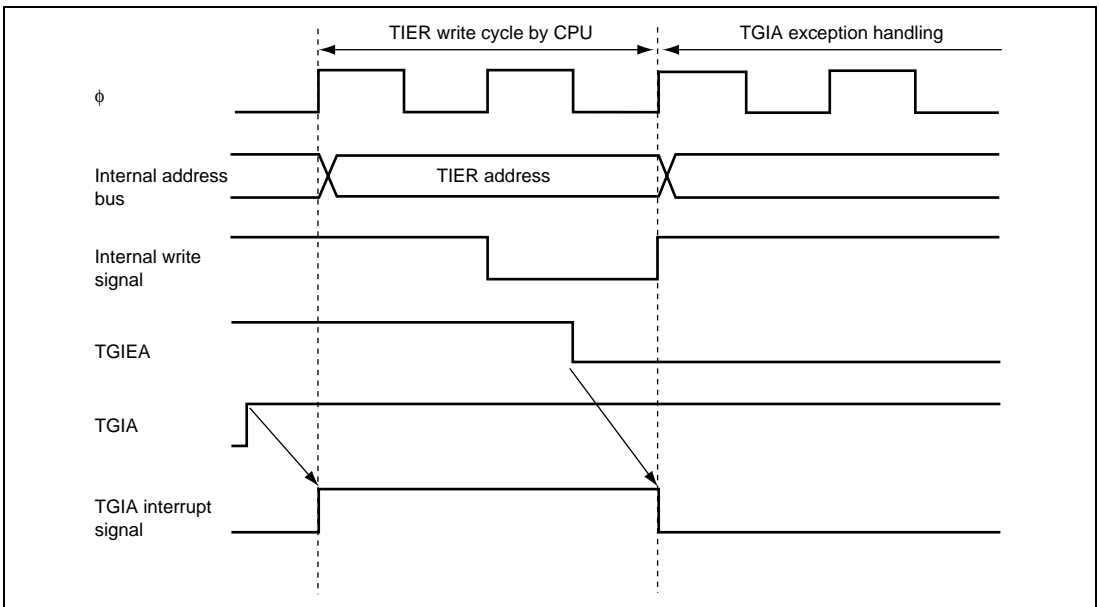 TIER write cycle by CPU
TGIA exception handling
ϕ
Internal address
bus
TIER address
Internal write
signal
TGIEA
TGIA
TGIA interrupt
signal